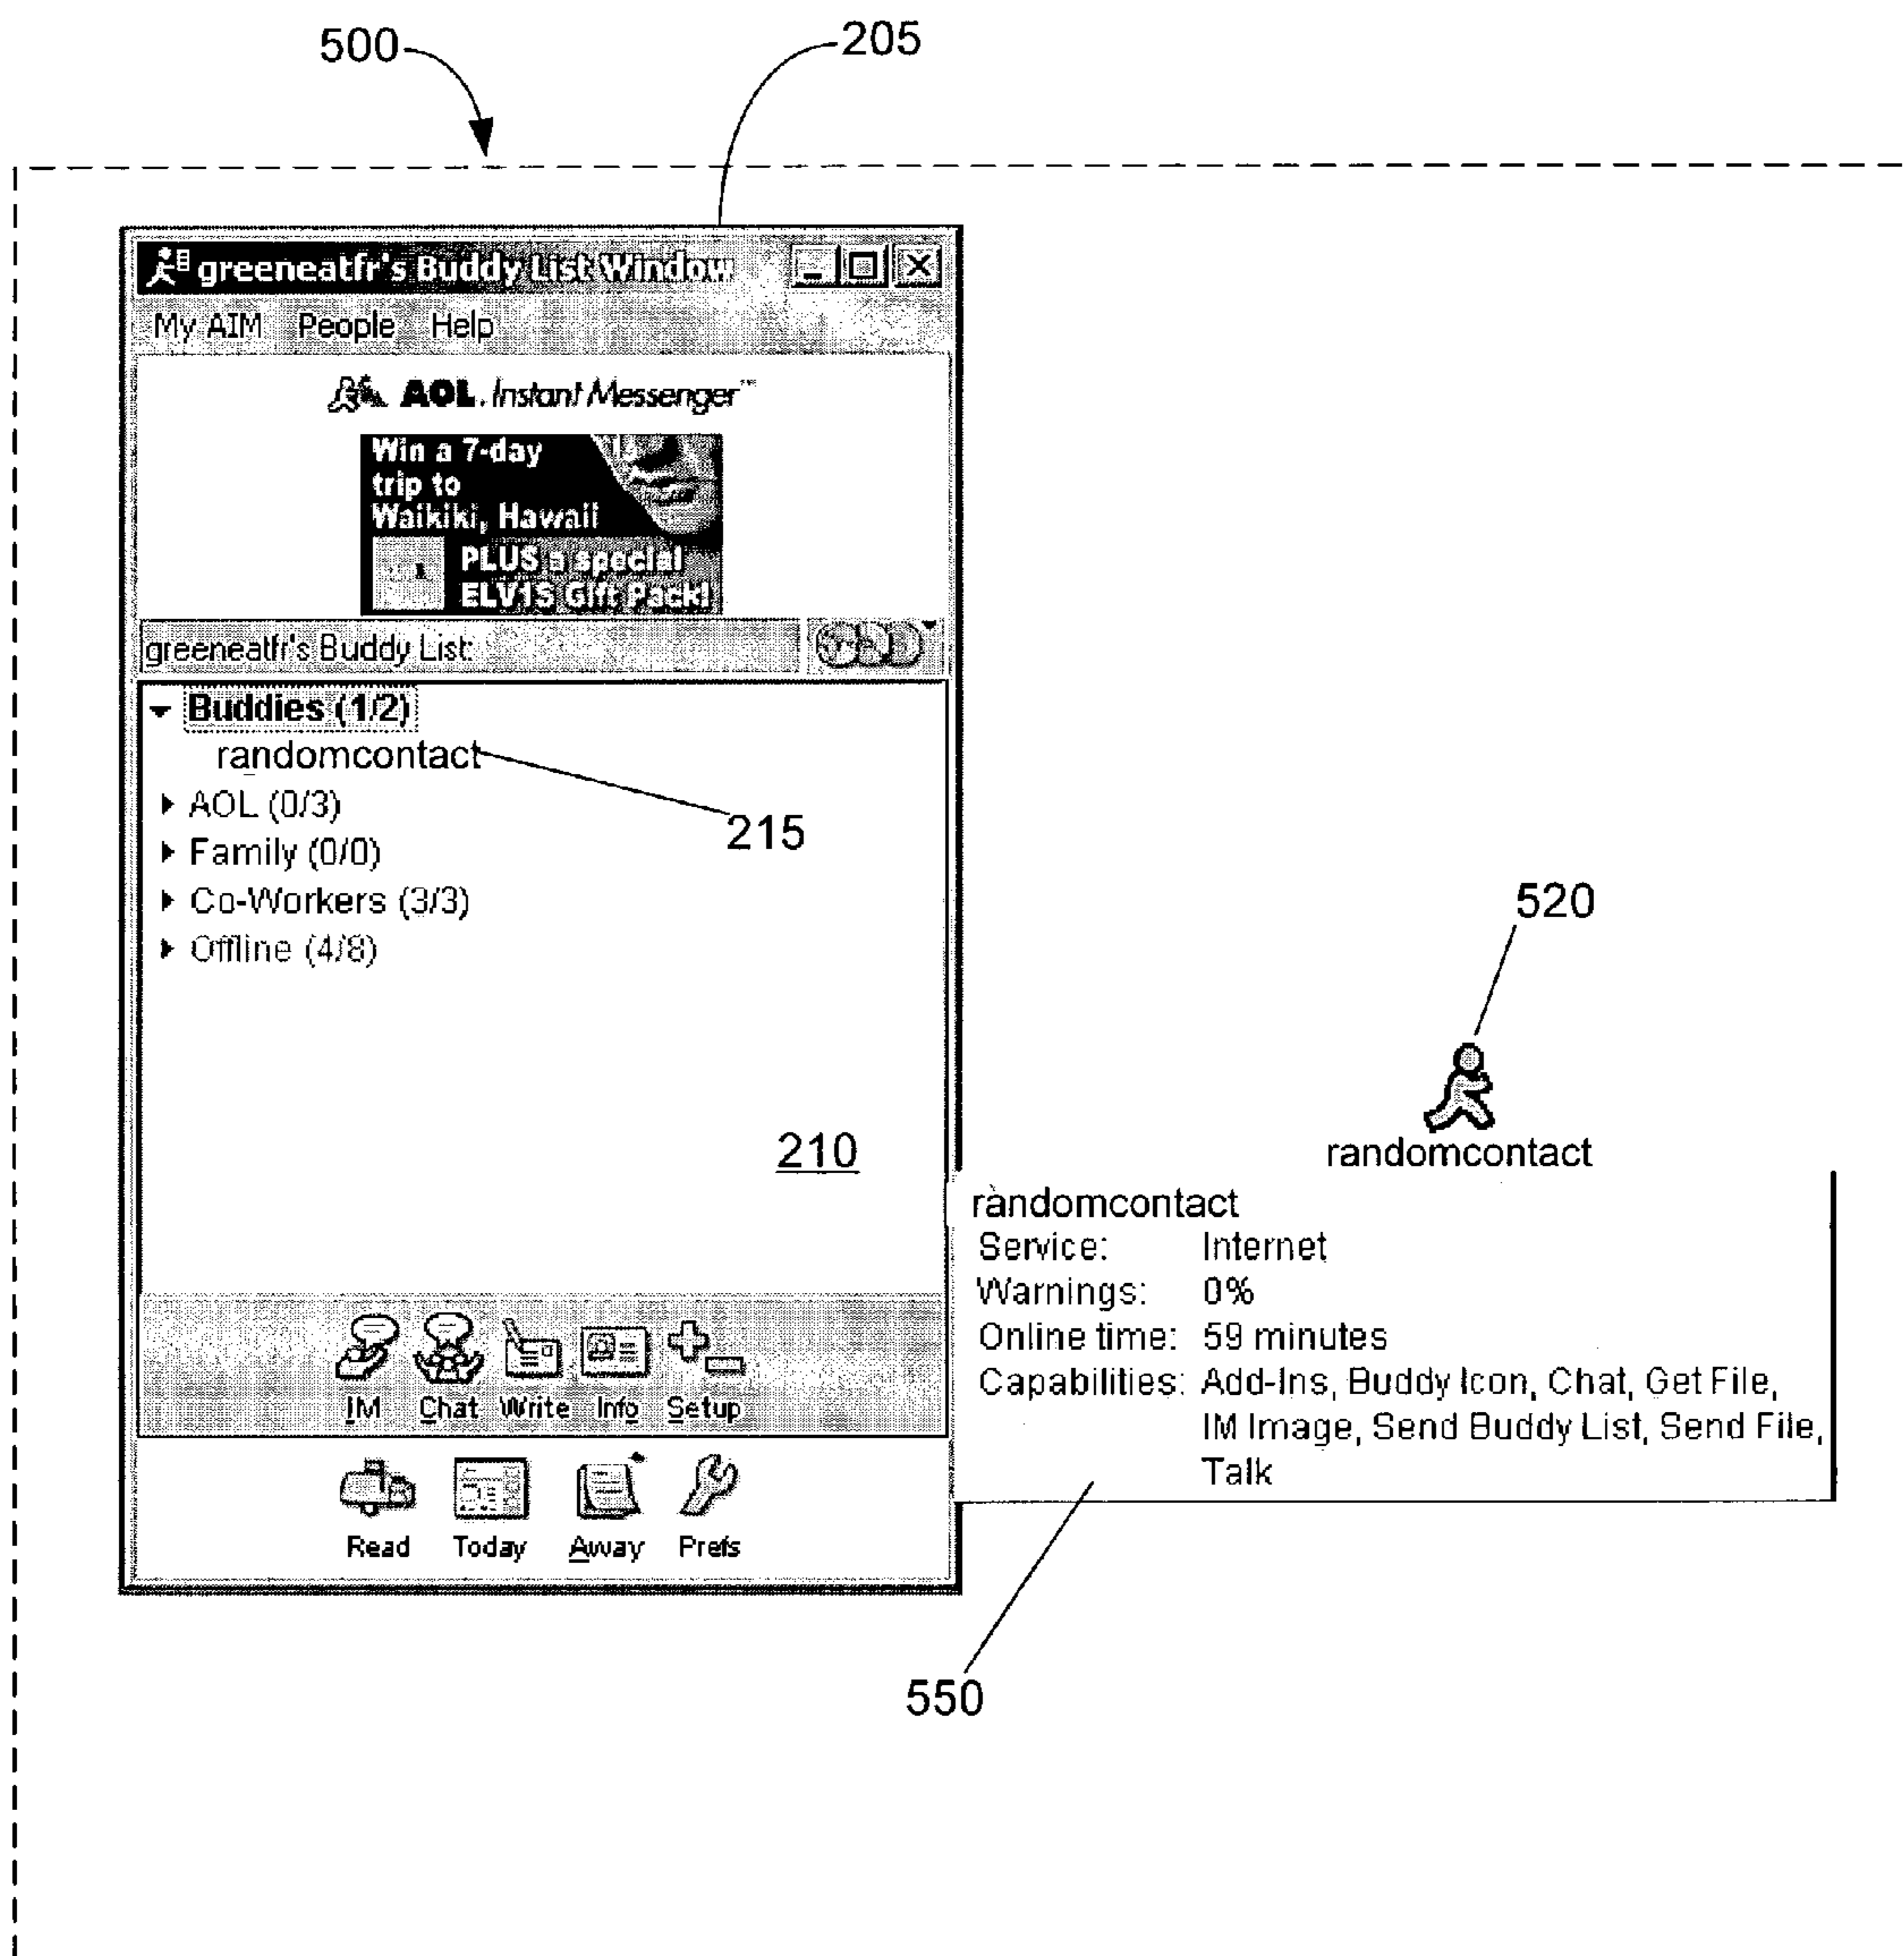 500
205
greeneatfr's Buddy List Window
My AIM People Help
AOL Instant Messenger™
Win a 7-day
trip to
Waikiki, Hawaii
PLUS a special
ELVIS Gift Pack!
greeneatfr's Buddy List:
Buddies (1/2)
randomcontact
215
AOL (0/3)
Family (0/0)
Co-Workers (3/3)
Offline (4/8)
520
randomcontact
210
randomcontact
Service: Internet
Warnings: 0%
Online time: 59 minutes
Capabilities: Add-Ins, Buddy Icon, Chat, Get File,
IM Image, Send Buddy List, Send File,
Talk
IM Chat Write Info Setup
Read Today Away Prefs
550